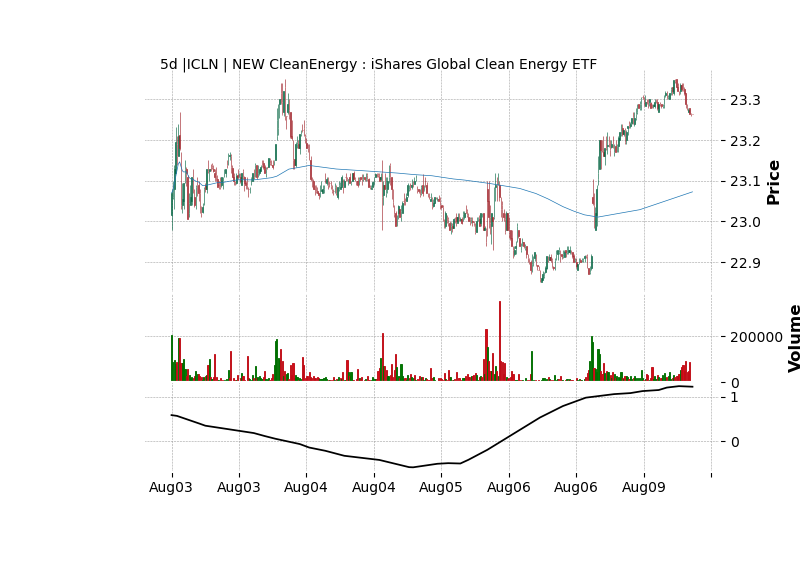 5d |ICLN | NEW CleanEnergy : iShares Global Clean Energy ETF
23.3
23.2
23.1
23.0
22.9
Price
200000
0
Volume
1
0
Aug03 Aug03 Aug04 Aug04 Aug05 Aug06 Aug06 Aug09